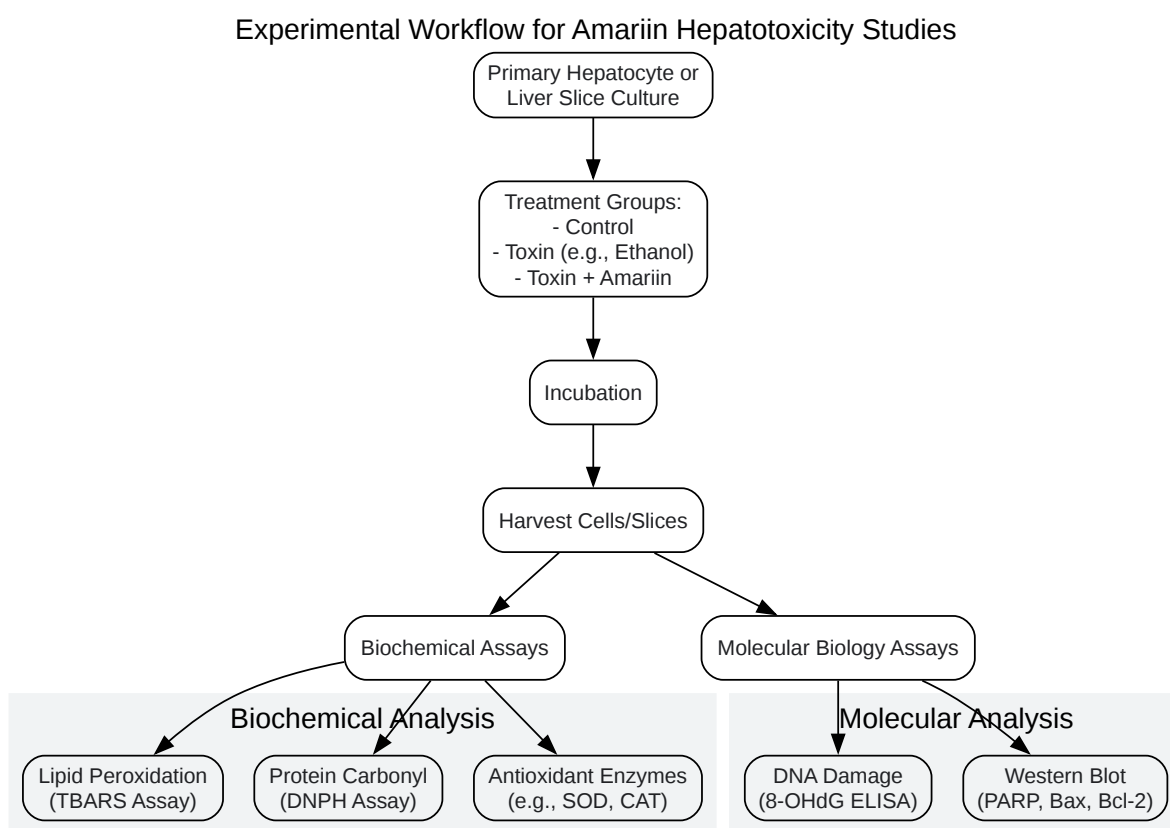 Experimental Workflow for Amariin Hepatotoxicity Studies
Primary Hepatocyte or
Liver Slice Culture
Treatment Groups:
- Control
- Toxin (e.g., Ethanol)
- Toxin + Amariin
Incubation
Harvest Cells/Slices
Biochemical Assays
Molecular Biology Assays
Biochemical Analysis
Molecular Analysis
Lipid Peroxidation
(TBARS Assay)
Protein Carbonyl
(DNPH Assay)
Antioxidant Enzymes
(e.g., SOD, CAT)
DNA Damage
(8-OHdG ELISA)
Western Blot
(PARP, Bax, Bcl-2)